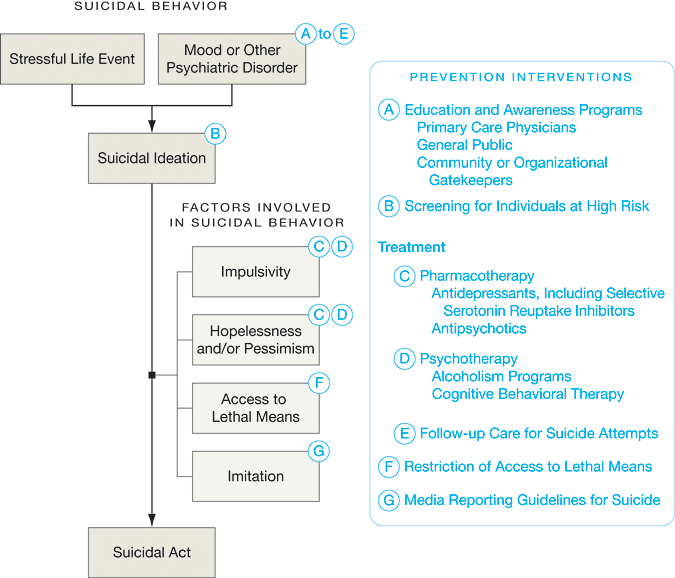 SUICIDAL BEHAVIOR
Stressful Life Event
Mood or Other
Psychiatric Disorder
A to E
Suicidal Ideation
B
FACTORS INVOLVED
IN SUICIDAL BEHAVIOR
Impulsivity
C D
Hopelessness
and/or Pessimism
C D
Access to
Lethal Means
F
Imitation
G
Suicidal Act
PREVENTION INTERVENTIONS
A Education and Awareness Programs
Primary Care Physicians
General Public
Community or Organizational
Gatekeepers
B Screening for Individuals at High Risk
Treatment
C Pharmacotherapy
Antidepressants, Including Selective
Serotonin Reuptake Inhibitors
Antipsychotics
D Psychotherapy
Alcoholism Programs
Cognitive Behavioral Therapy
E Follow-up Care for Suicide Attempts
F Restriction of Access to Lethal Means
G Media Reporting Guidelines for Suicide